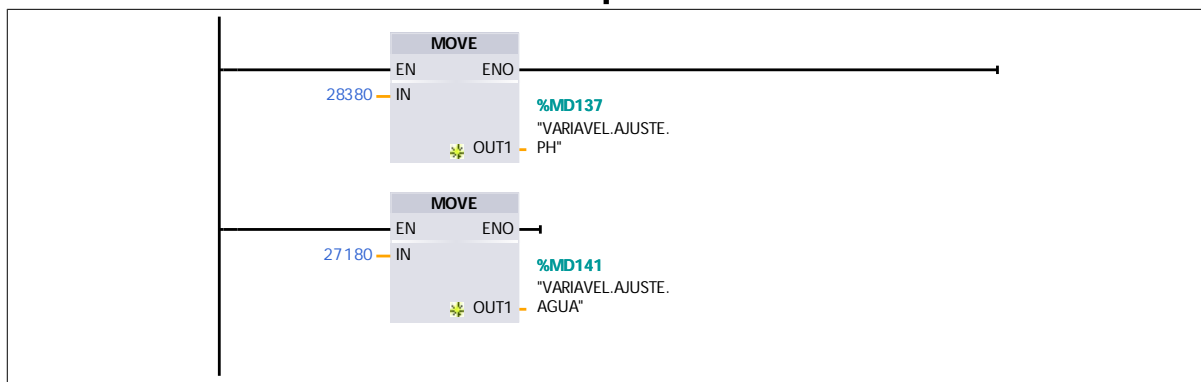 MOVE
EN ENO
28380 IN
%MD137
"VARIAVEL.AJUSTE.
OUT1 PH"
MOVE
EN ENO
27180 IN
%MD141
"VARIAVEL.AJUSTE.
OUT1 AGUA"